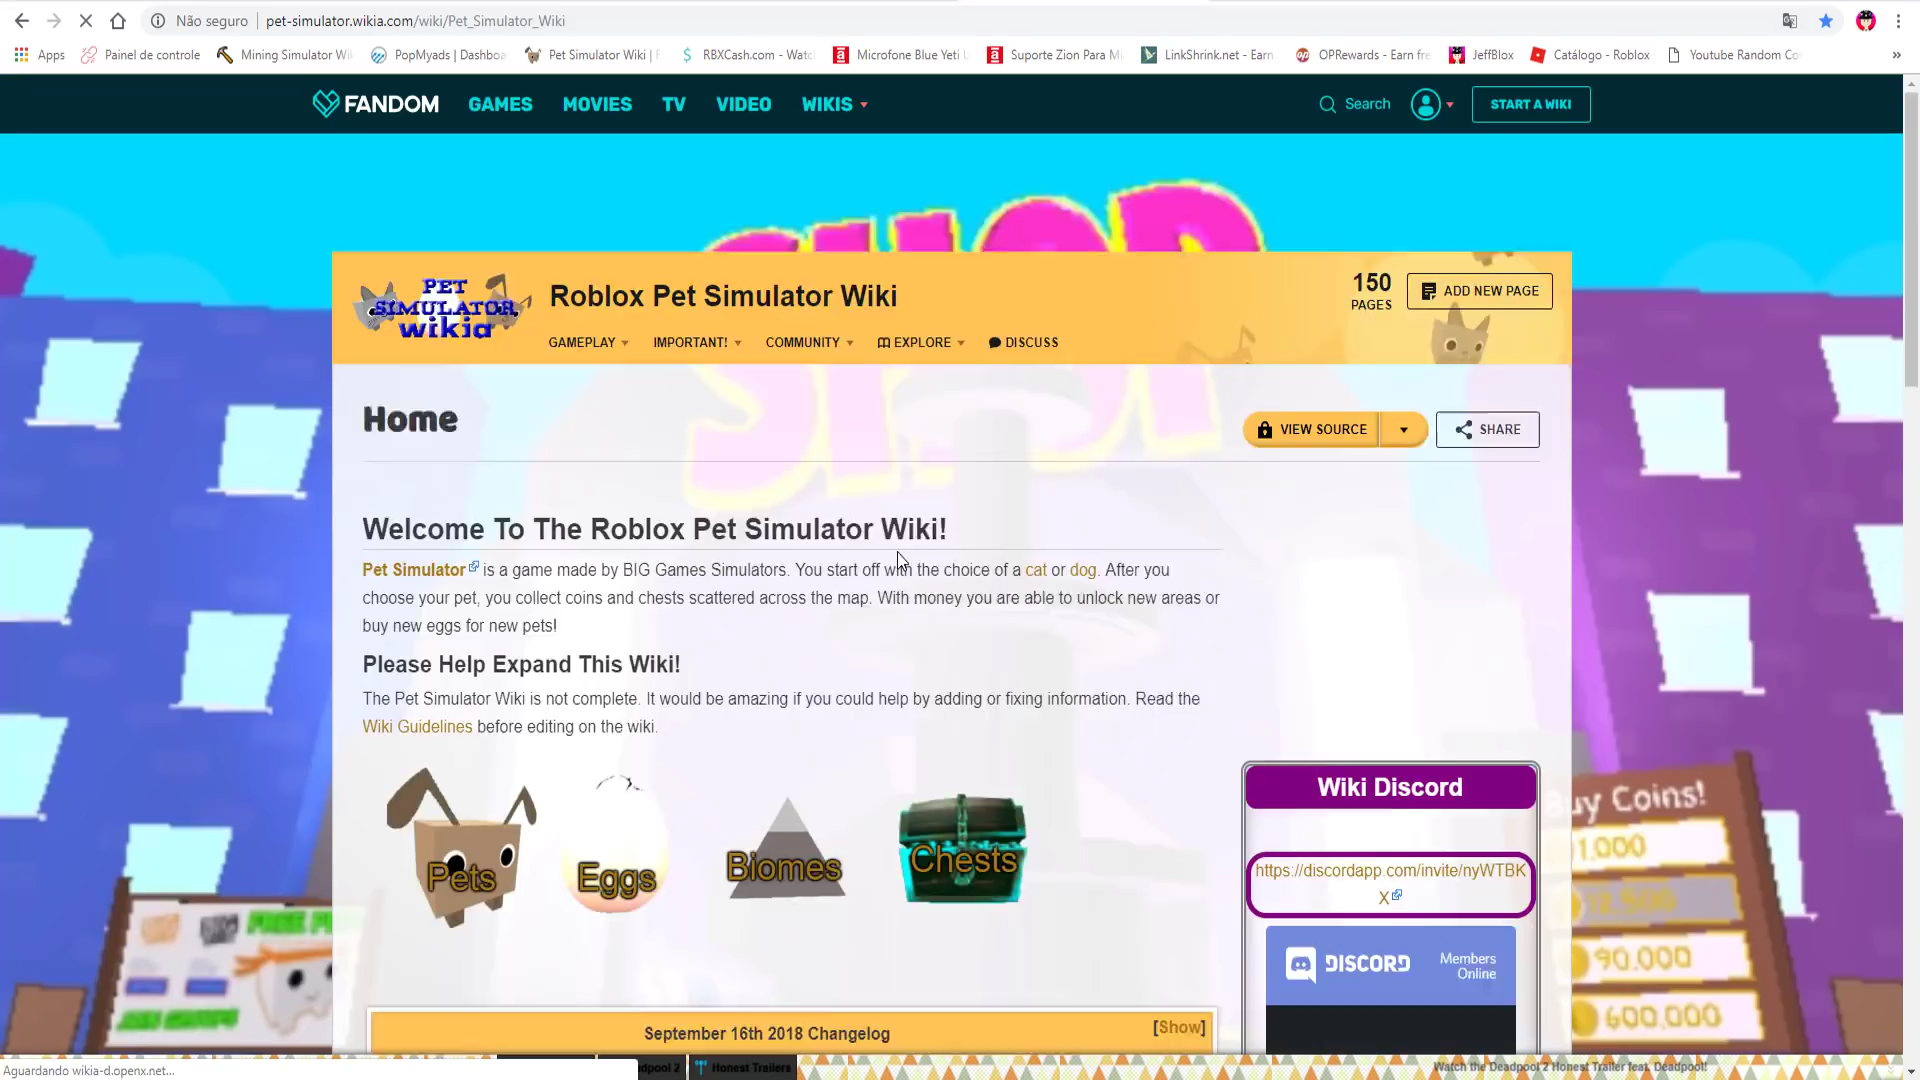 Não seguro
pet-simulator.wikia.com/wiki/Pet_Simulator_Wiki
Apps
Painel de controle
Mining Simulator Wi
PopMyads | Dashboa
Pet Simulator Wiki | F
RBXCash.com - Watc
Microfone Blue Yeti U
Suporte Zion Para Mi
LinkShrink.net - Earn
OPRewards - Earn fre
JeffBlox
Catálogo - Roblox
Youtube Random Co
»
FANDOM
GAMES
MOVIES
TV
VIDEO
WIKIS
Search
START A WIKI
SHOP
PET SIMULATOR wikia
Roblox Pet Simulator Wiki
150 PAGES
ADD NEW PAGE
GAMEPLAY
IMPORTANT!
COMMUNITY
EXPLORE
DISCUSS
Home
VIEW SOURCE
SHARE
Welcome To The Roblox Pet Simulator Wiki!
Pet Simulator is a game made by BIG Games Simulators. You start off with the choice of a cat or dog. After you
choose your pet, you collect coins and chests scattered across the map. With money you are able to unlock new areas or
buy new eggs for new pets!
Please Help Expand This Wiki!
The Pet Simulator Wiki is not complete. It would be amazing if you could help by adding or fixing information. Read the
Wiki Guidelines before editing on the wiki.
Pets
Eggs
Biomes
Chests
Wiki Discord
https://discordapp.com/invite/nyWTBK
X
DISCORD
Members
Online
Buy Coins!
1,000
12,500
90,000
600,000
September 16th 2018 Changelog
[Show]
Aguardando wikia-d.openx.net...
dpool 2
Honest Trailers
Watch the Deadpool 2 Honest Trailer feat. Deadpool!